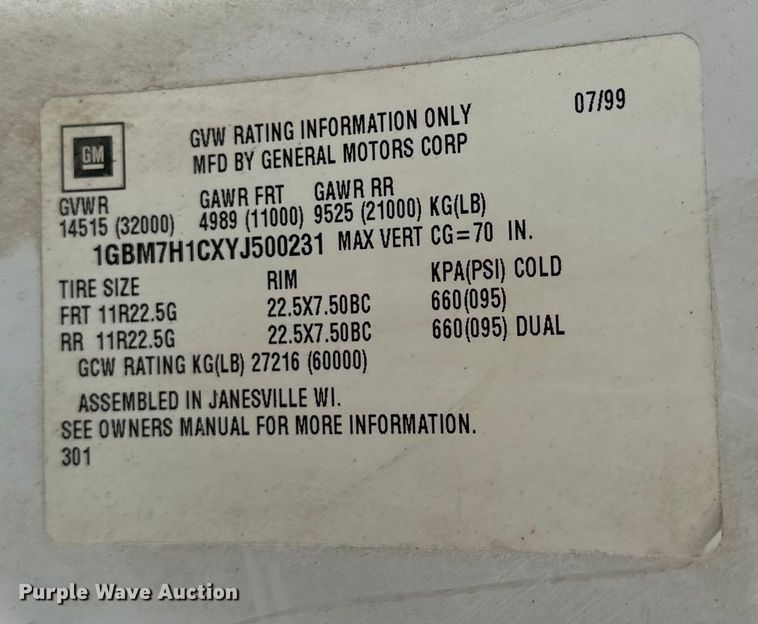 07/99
GM
GVW RATING INFORMATION ONLY
MFD BY GENERAL MOTORS CORP
GVWR GAWR FRT GAWR RR
14515 (32000) 4989 (11000) 9525 (21000) KG(LB)
1GBM7H1CXYJ500231 MAX VERT CG=70 IN.
TIRE SIZE RIM KPA(PSI) COLD
FRT 11R22.5G 22.5X7.50BC 660(095)
RR 11R22.5G 22.5X7.50BC 660(095) DUAL
GCW RATING KG(LB) 27216 (60000)
ASSEMBLED IN JANESVILLE WI.
SEE OWNERS MANUAL FOR MORE INFORMATION.
301
Purple Wave Auction